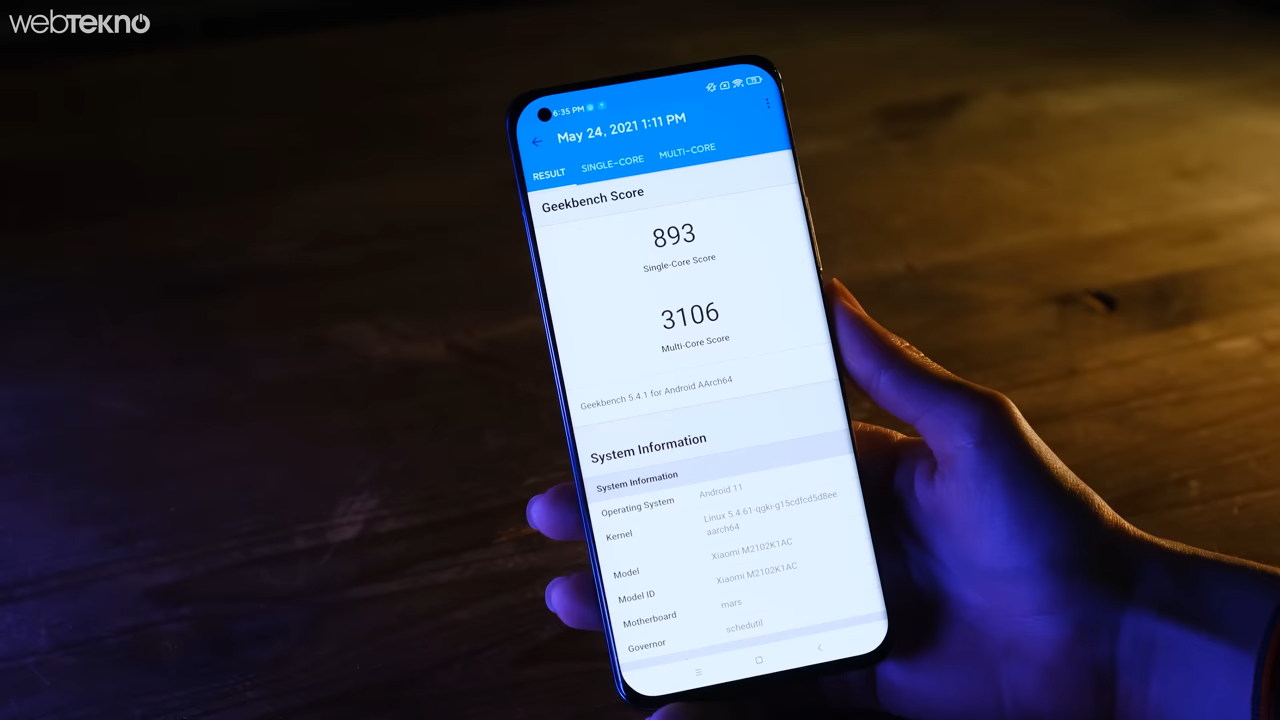 webtekno
6:35 PM
May 24, 2021 1:11 PM
RESULT SINGLE-CORE MULTI-CORE
Geekbench Score
893
Single-Core Score
3106
Multi-Core Score
Geekbench 5.4.1 for Android AArch64
System Information
System Information
Operating System Android 11
Kernel Linux 5.4.61-qgki-g15cdfcd5d8ee
aarch64
Model Xiaomi M2102K1AC
Model ID Xiaomi M2102K1AC
Motherboard mars
Governor schedutil